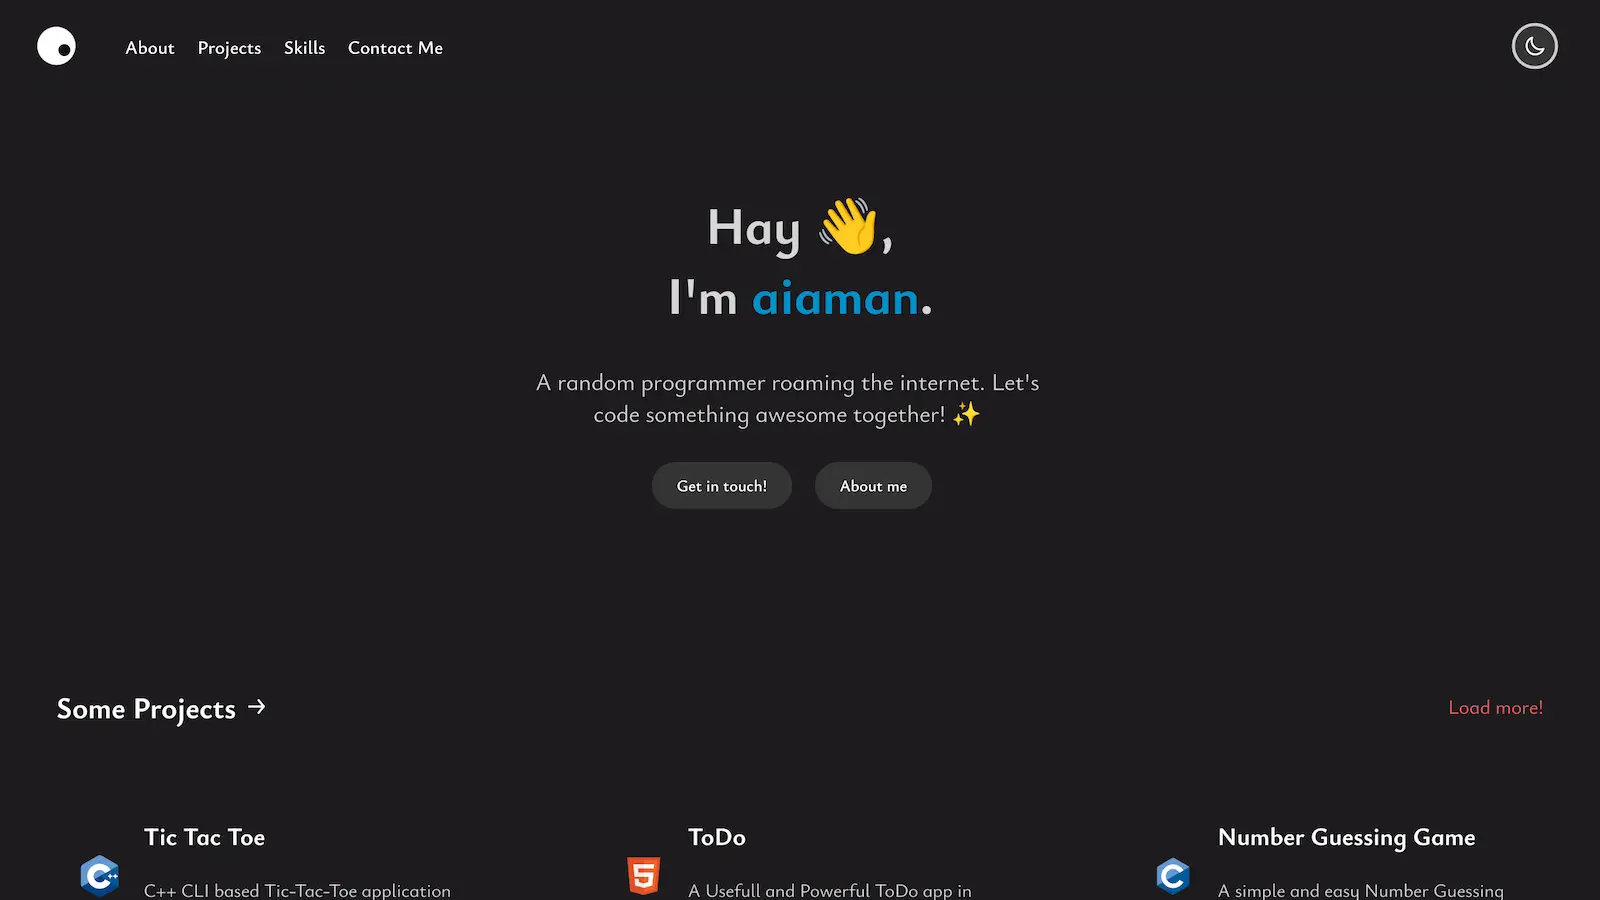 About Projects Skills Contact Me
Hay 👋,
I'm aiaman.
A random programmer roaming the internet. Let's
code something awesome together! ✨
Get in touch! About me
Some Projects → Load more!
Tic Tac Toe
C++ CLI based Tic-Tac-Toe application
ToDo
A Usefull and Powerful ToDo app in
Number Guessing Game
A simple and easy Number Guessing